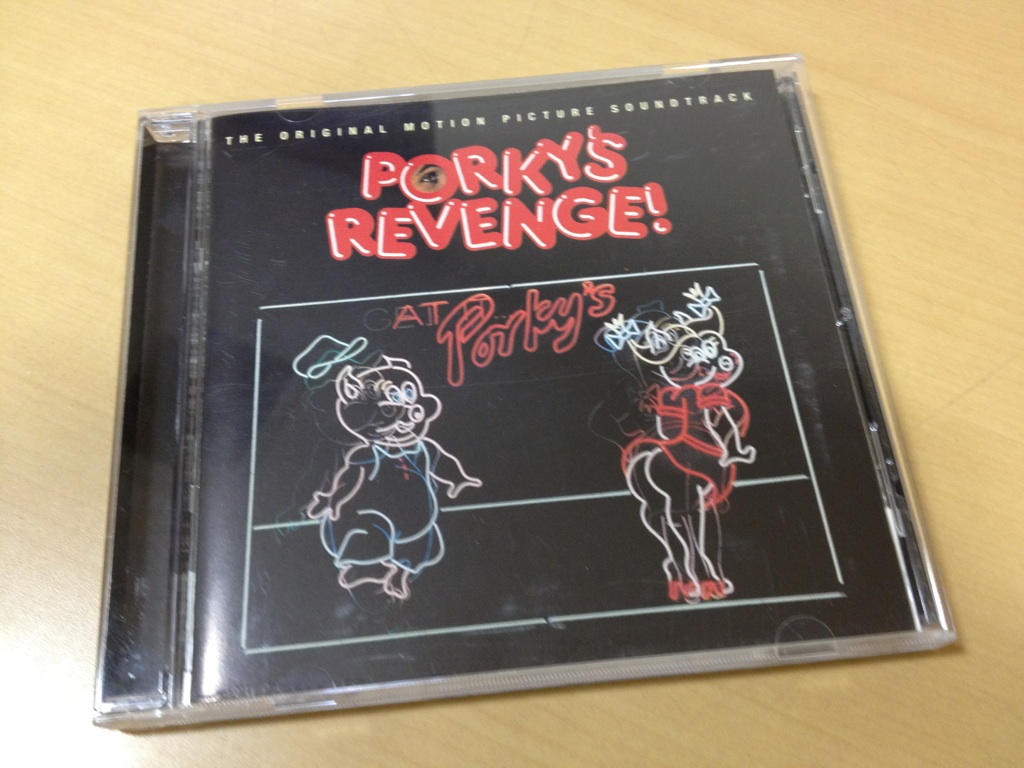 THE ORIGINAL MOTION PICTURE SOUNDTRACK
PORKY'S
REVENGE!
AT Porky's